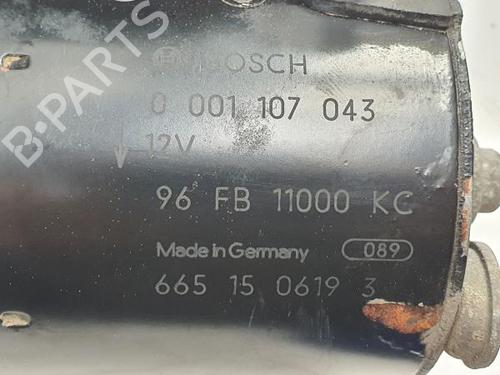 BOSCH
0 001 107 043
12V
96 FB 11000 KC
Made in Germany 089
665 15 0619 3
B-PARTS